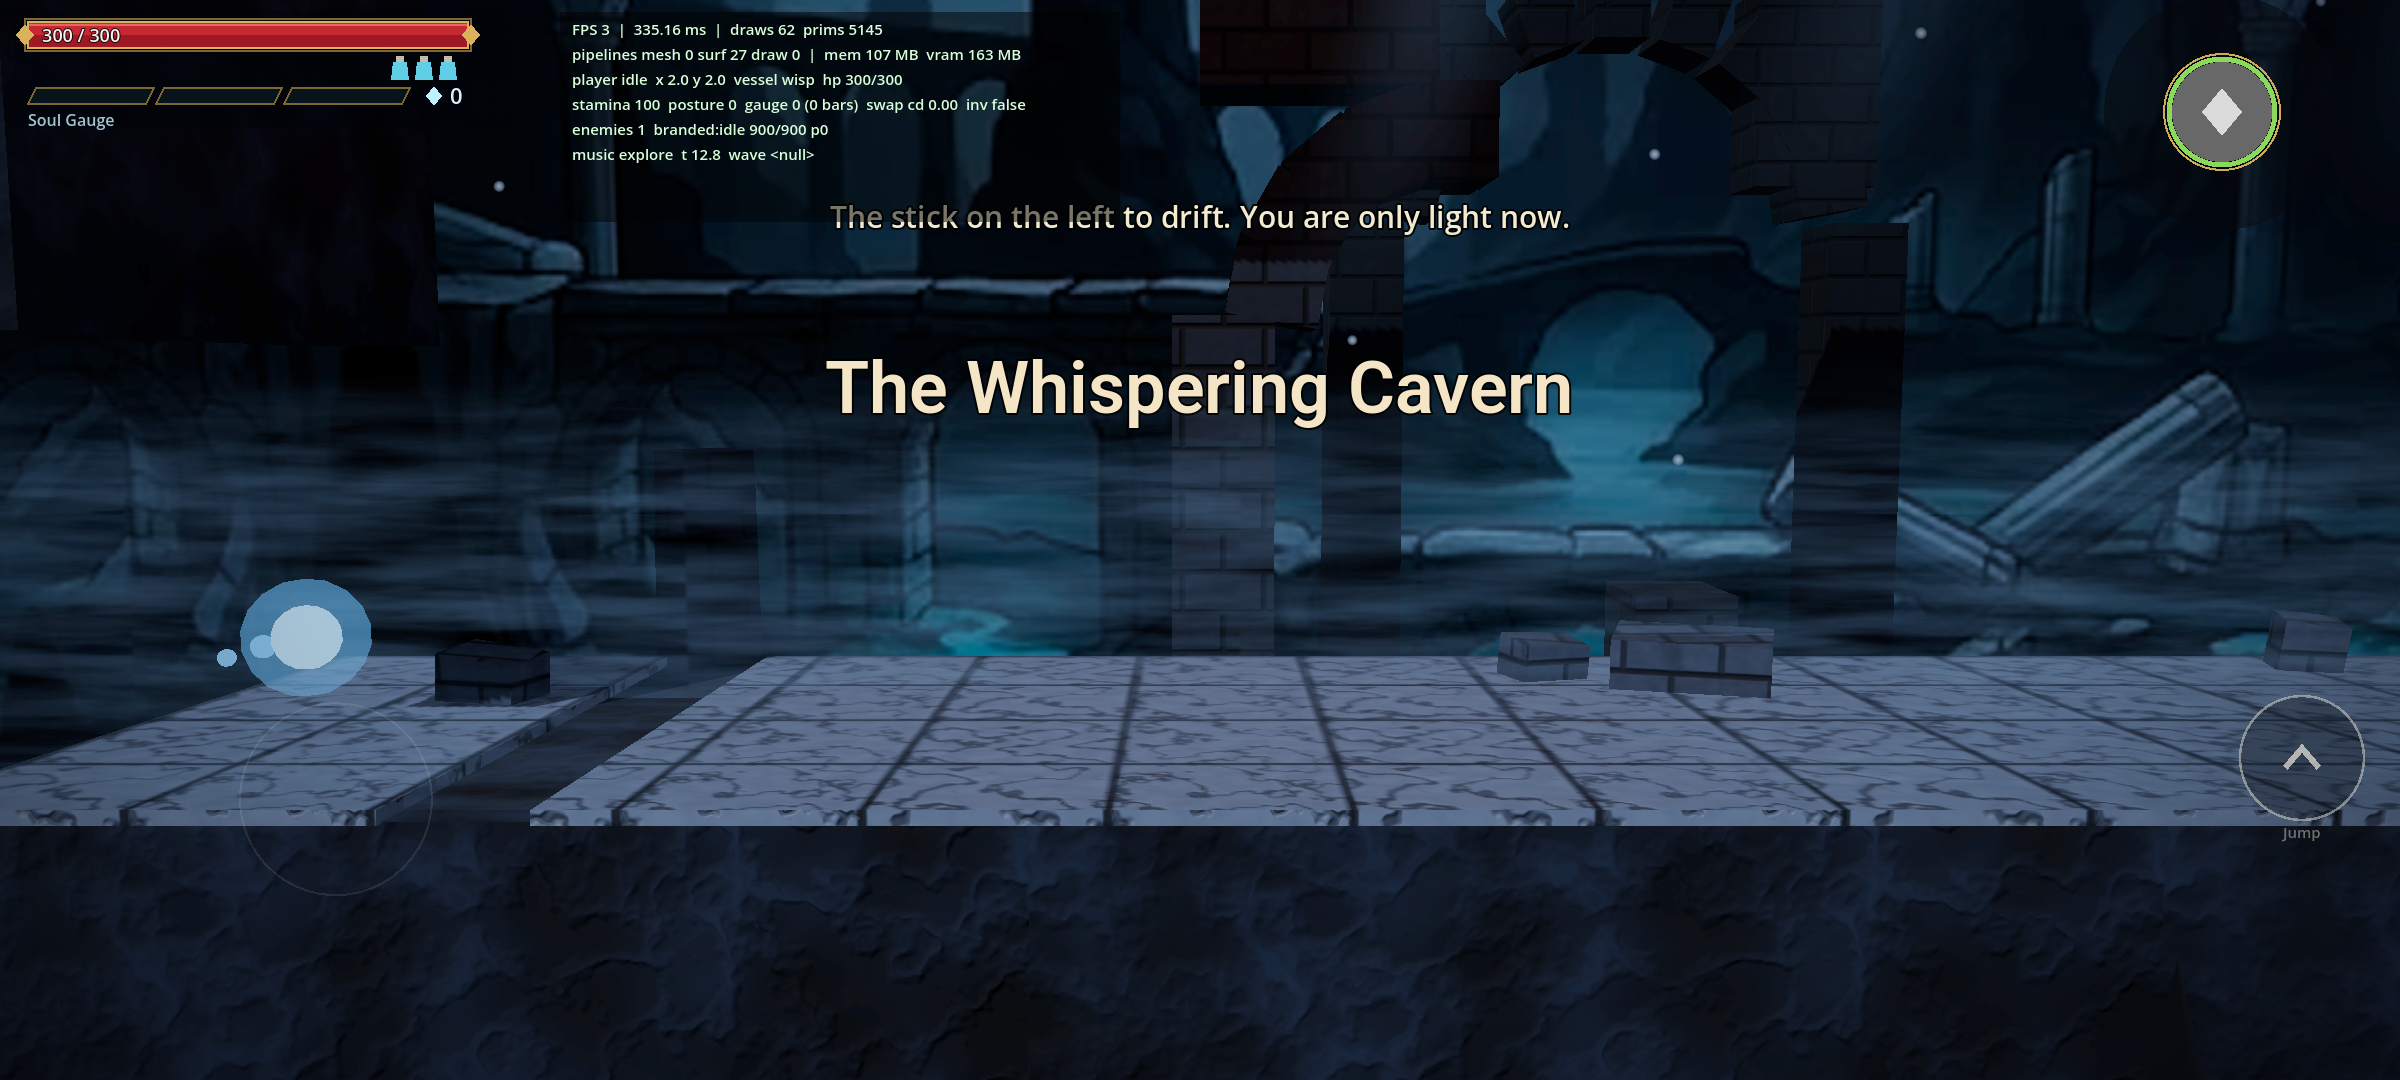 300 / 300
0
Soul Gauge
FPS 3 | 335.16 ms | draws 62 prims 5145
pipelines mesh 0 surf 27 draw 0 | mem 107 MB vram 163 MB
player idle x 2.0 y 2.0 vessel wisp hp 300/300
stamina 100 posture 0 gauge 0 (0 bars) swap cd 0.00 inv false
enemies 1 branded:idle 900/900 p0
music explore t 12.8 wave <null>
The stick on the left to drift. You are only light now.
The Whispering Cavern
Jump